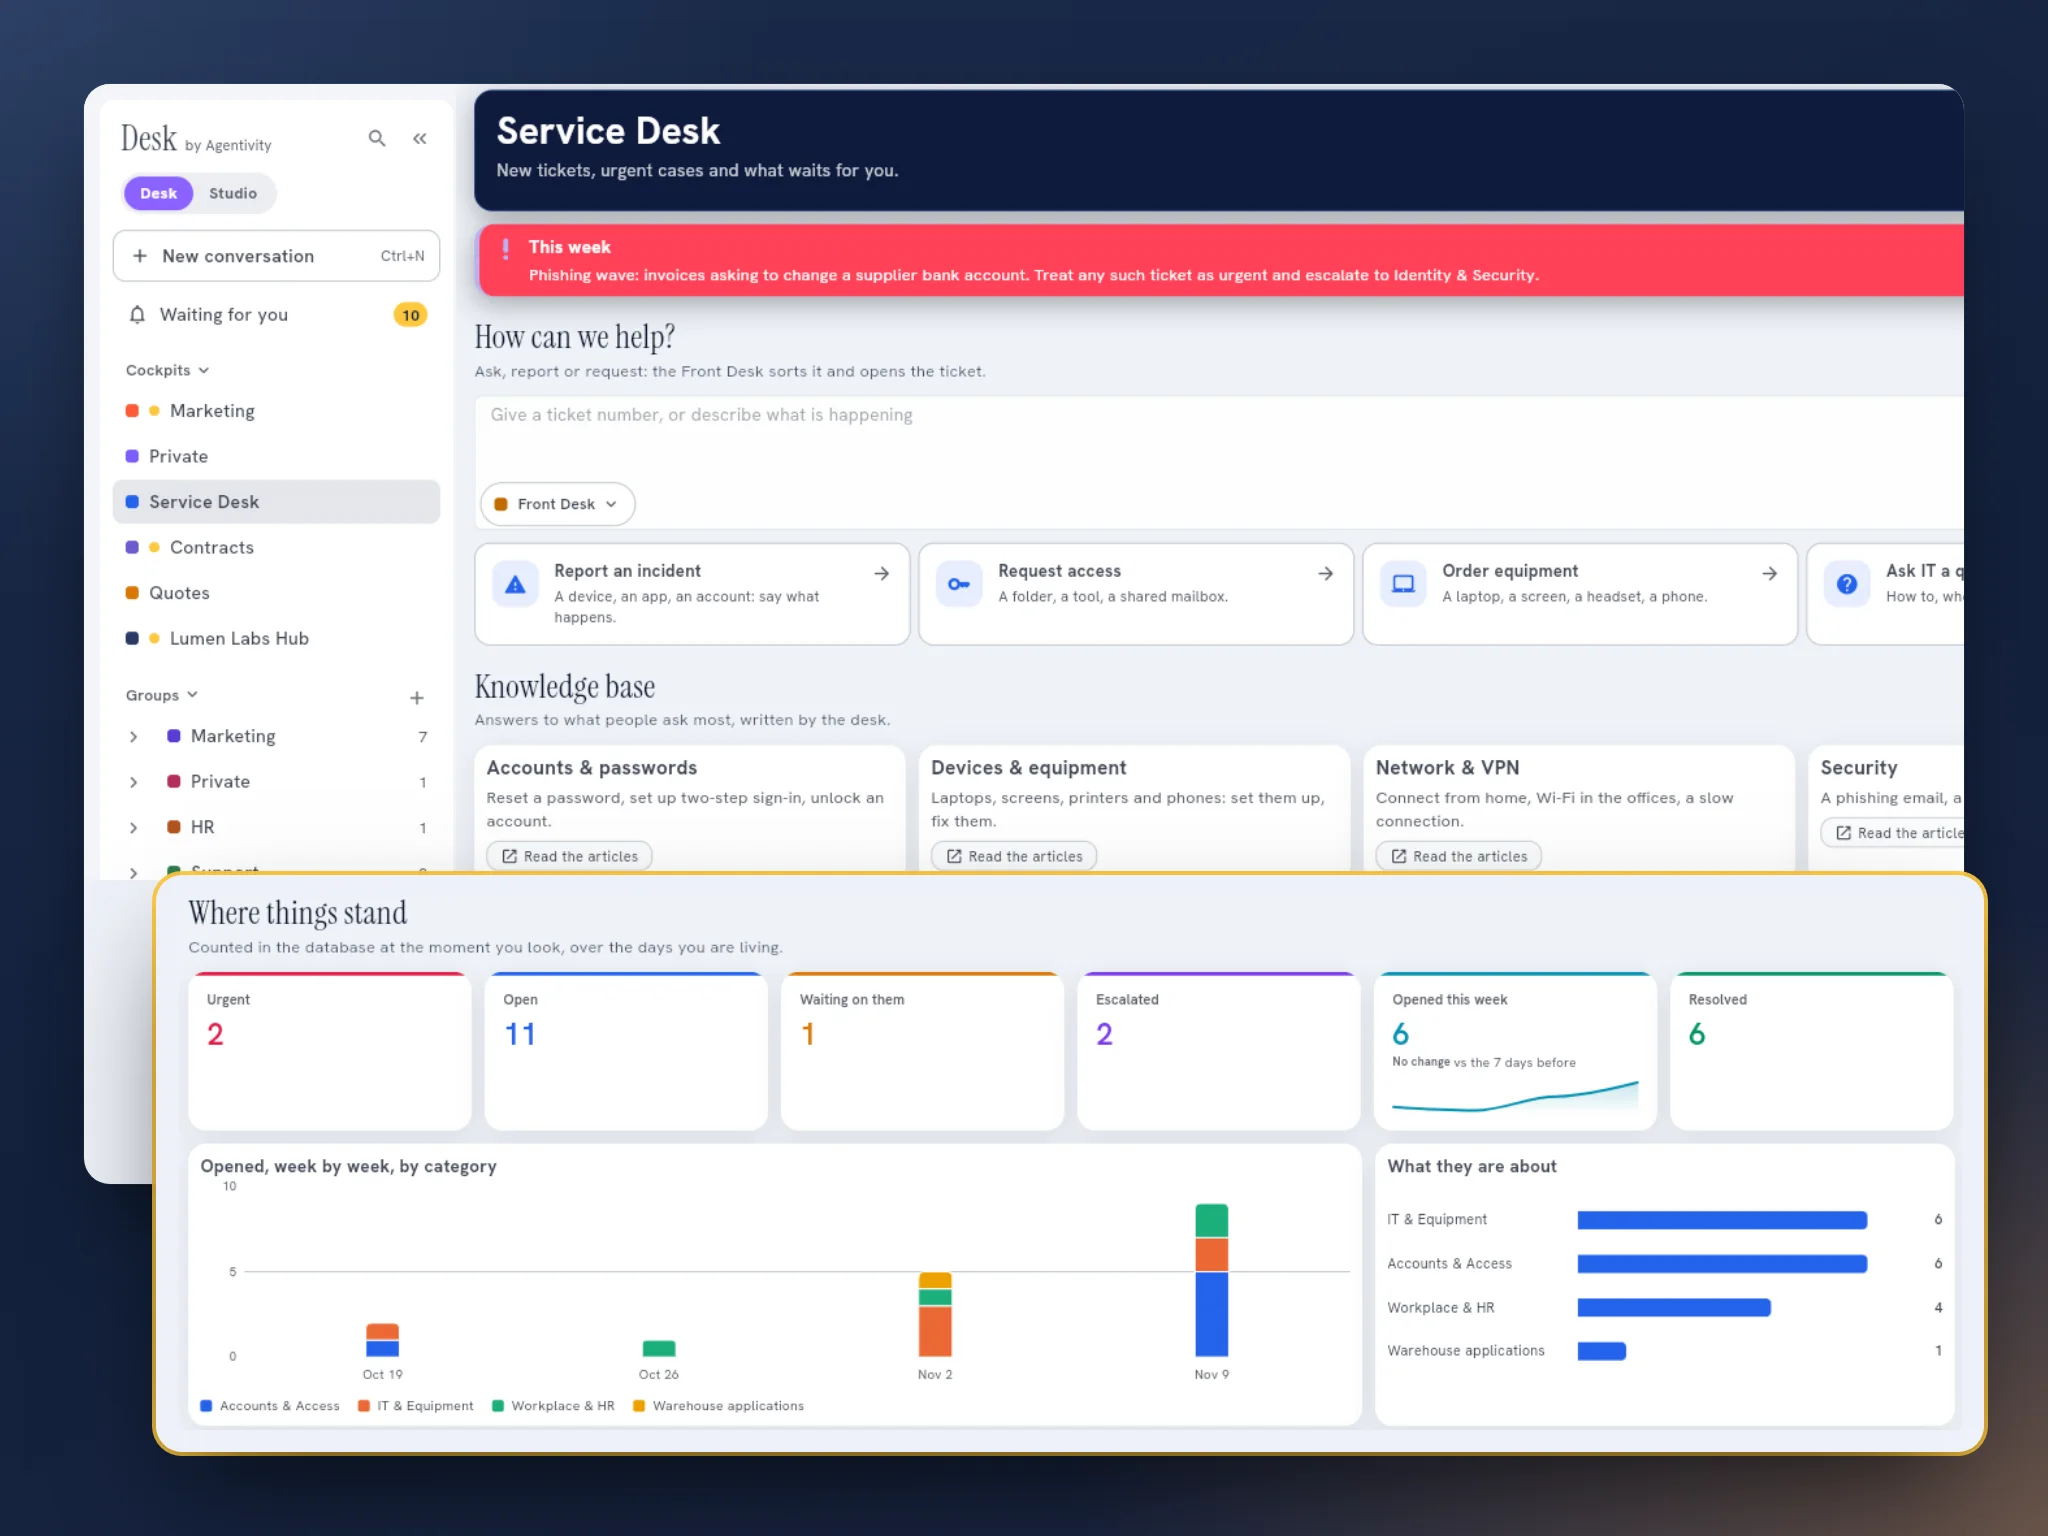 Desk by Agentivity
Desk
Studio
New conversation
Ctrl+N
Waiting for you
10
Cockpits
Marketing
Private
Service Desk
Contracts
Quotes
Lumen Labs Hub
Groups
Marketing
7
Private
1
HR
1
Support
Service Desk
New tickets, urgent cases and what waits for you.
This week
Phishing wave: invoices asking to change a supplier bank account. Treat any such ticket as urgent and escalate to Identity & Security.
How can we help?
Ask, report or request: the Front Desk sorts it and opens the ticket.
Give a ticket number, or describe what is happening
Front Desk
Report an incident
A device, an app, an account: say what
happens.
Request access
A folder, a tool, a shared mailbox.
Order equipment
A laptop, a screen, a headset, a phone.
Ask IT a
How to,
Knowledge base
Answers to what people ask most, written by the desk.
Accounts & passwords
Reset a password, set up two-step sign-in, unlock an
account.
Read the articles
Devices & equipment
Laptops, screens, printers and phones: set them up,
fix them.
Read the articles
Network & VPN
Connect from home, Wi-Fi in the offices, a slow
connection.
Read the articles
Security
A phishing email, a
Read the article
Where things stand
Counted in the database at the moment you look, over the days you are living.
Urgent
2
Open
11
Waiting on them
1
Escalated
2
Opened this week
6
No change vs the 7 days before
Resolved
6
Opened, week by week, by category
10
5
0
Oct 19
Oct 26
Nov 2
Nov 9
Accounts & Access
IT & Equipment
Workplace & HR
Warehouse applications
What they are about
IT & Equipment
6
Accounts & Access
6
Workplace & HR
4
Warehouse applications
1